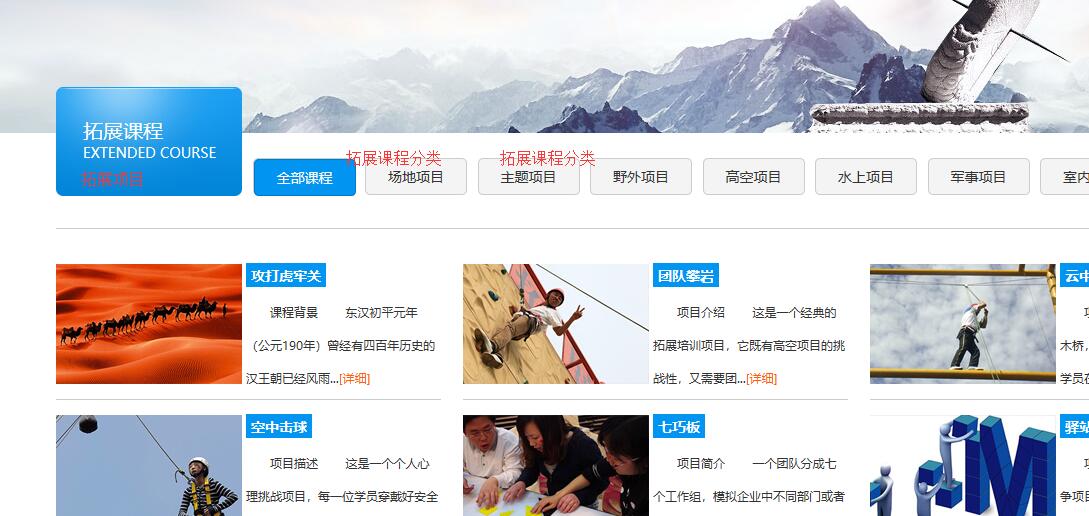 拓展课程
EXTENDED COURSE
拓展项目
拓展课程分类
拓展课程分类
全部课程
场地项目
主题项目
野外项目
高空项目
水上项目
军事项目
室内
攻打虎牢关
课程背景 东汉初平元年
（公元190年）曾经有四百年历史的
汉王朝已经风雨...[详细]
团队攀岩
项目介绍 这是一个经典的
拓展培训项目，它既有高空项目的挑
战性，又需要团...[详细]
云中
木桥，
学员在
空中击球
项目描述 这是一个个人心
理挑战项目，每一位学员穿戴好安全
七巧板
项目简介 一个团队分成七
个工作组，模拟企业中不同部门或者
驿站
争项目